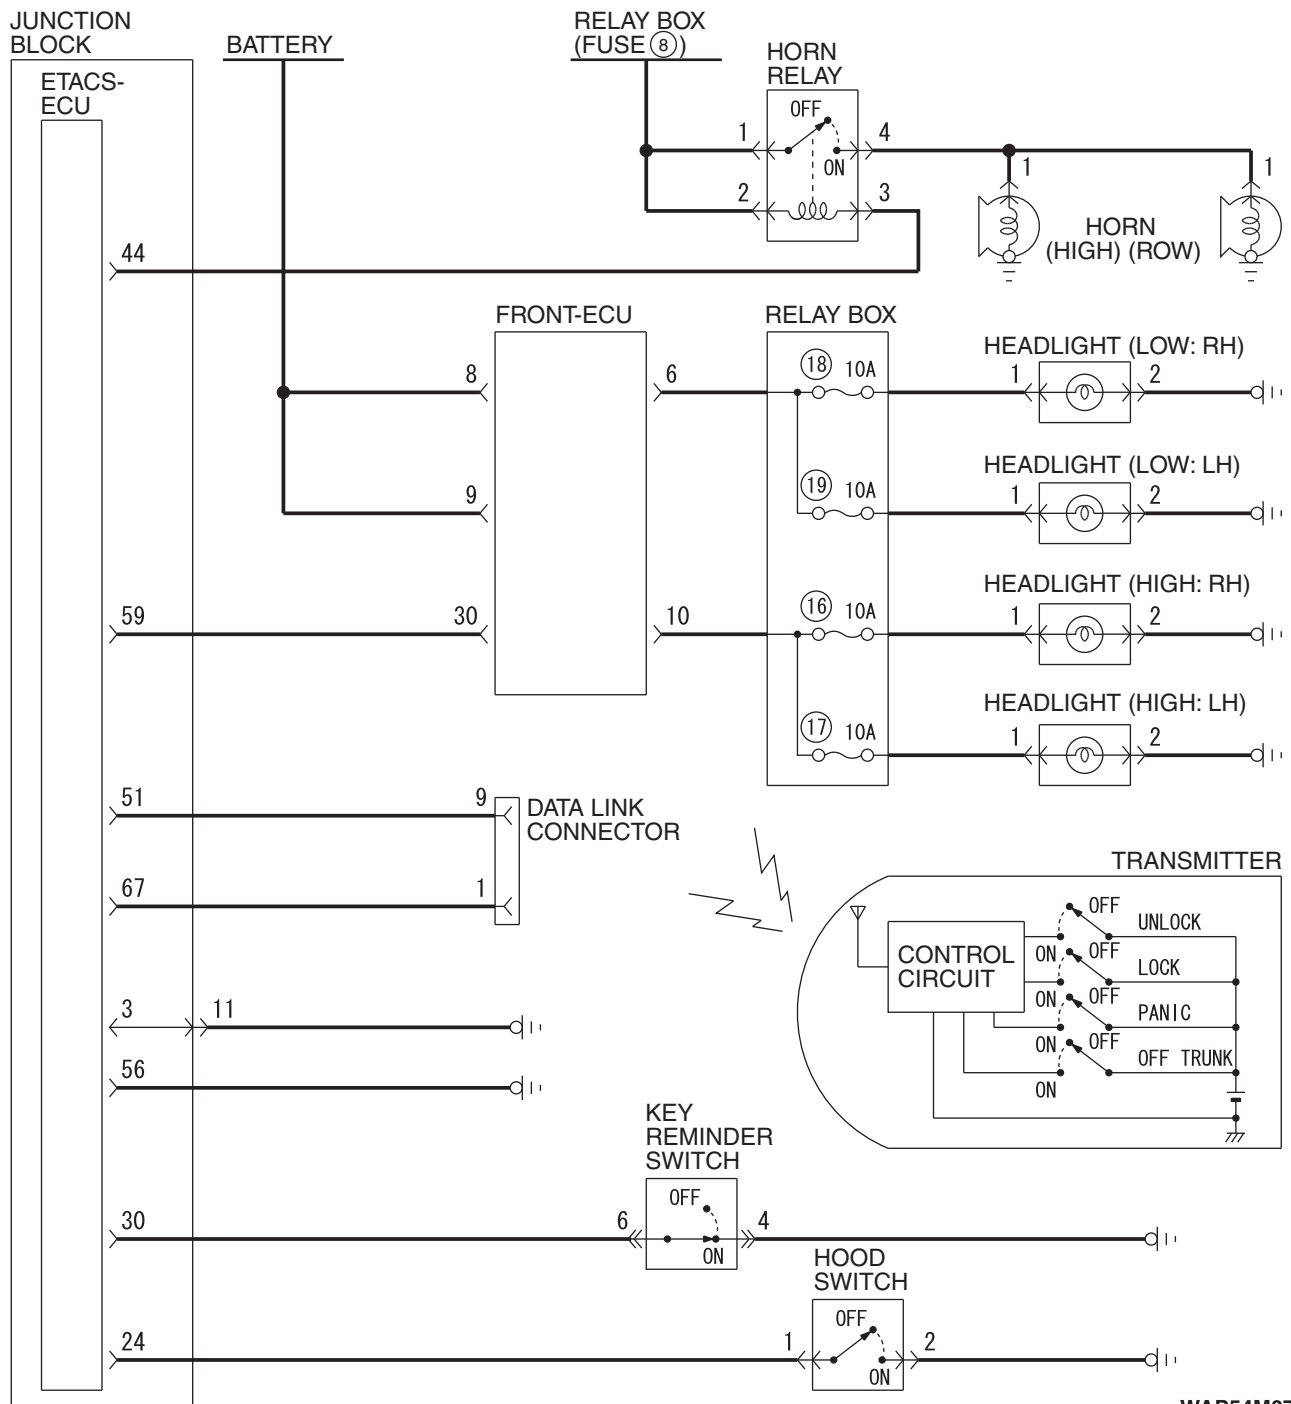 JUNCTION
BLOCK
BATTERY
RELAY BOX
(FUSE 8)
HORN
RELAY
ETACS-
ECU
OFF
1
4
ON
2
3
1
1
HORN
(HIGH) (ROW)
44
FRONT-ECU
RELAY BOX
HEADLIGHT (LOW: RH)
8
6
18 10A
1
2
HEADLIGHT (LOW: LH)
9
19 10A
1
2
HEADLIGHT (HIGH: RH)
59
30
10
16 10A
1
2
HEADLIGHT (HIGH: LH)
17 10A
1
2
51
9
DATA LINK
CONNECTOR
67
1
TRANSMITTER
CONTROL
CIRCUIT
OFF
UNLOCK
ON
OFF
LOCK
ON
OFF
PANIC
ON
OFF
OFF TRUNK
ON
3
11
56
KEY
REMINDER
SWITCH
OFF
30
6
4
ON
HOOD
SWITCH
OFF
24
1
2
ON